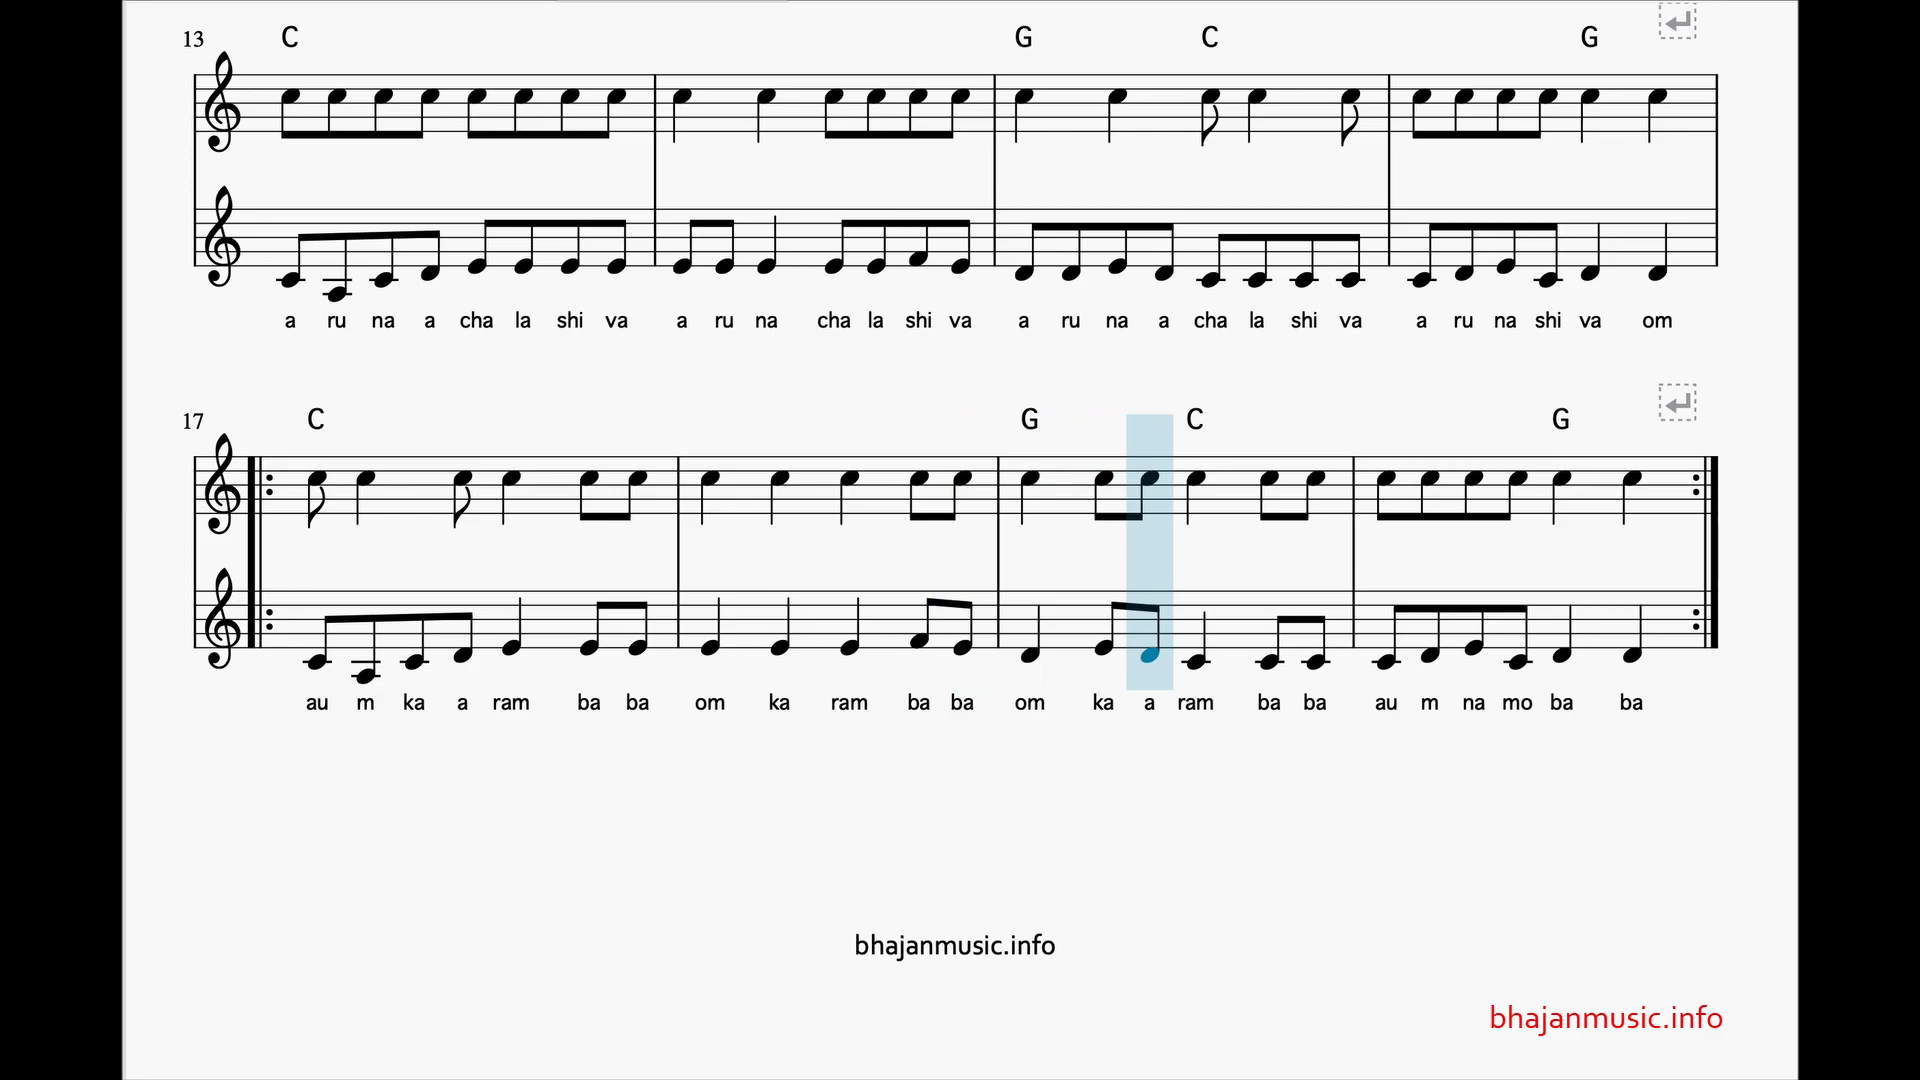 13 C G C G
a ru na a cha la shi va a ru na cha la shi va a ru na a cha la shi va a ru na shi va om
17 C G C G
au m ka a ram ba ba om ka ram ba ba om ka a ram ba ba au m na mo ba ba
bhajanmusic.info
bhajanmusic.info